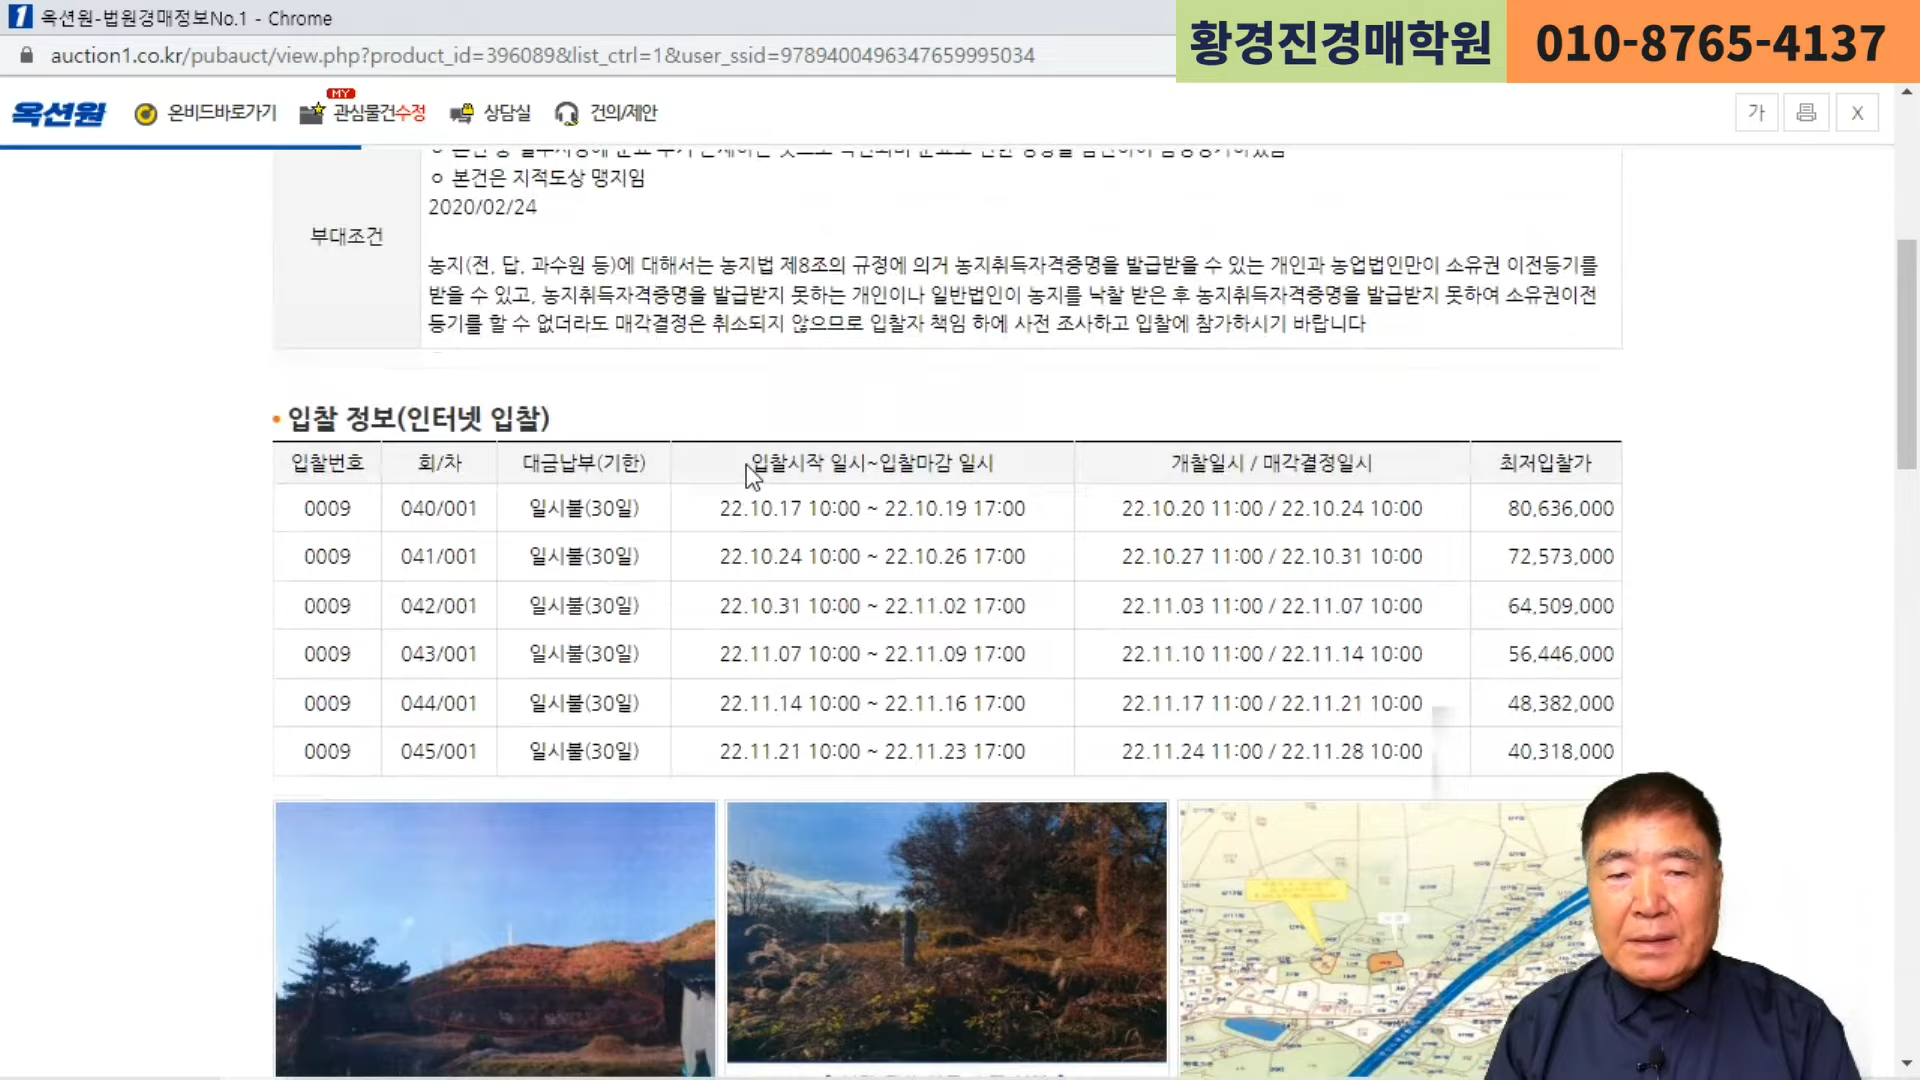 옥션원-법원경매정보No.1 - Chrome
auction1.co.kr/pubauct/view.php?product_id=396089&list_ctrl=1&user_ssid=9789400496347659995034
황경진경매학원 010-8765-4137
옥션원 온비드바로가기 MY 관심물건수정 상담실 건의/제안 가 X
ㅇ 본건은 지적도상 맹지임
2020/02/24
부대조건
농지(전, 답, 과수원 등)에 대해서는 농지법 제8조의 규정에 의거 농지취득자격증명을 발급받을 수 있는 개인과 농업법인만이 소유권 이전등기를
받을 수 있고, 농지취득자격증명을 발급받지 못하는 개인이나 일반법인이 농지를 낙찰 받은 후 농지취득자격증명을 발급받지 못하여 소유권이전
등기를 할 수 없더라도 매각결정은 취소되지 않으므로 입찰자 책임 하에 사전 조사하고 입찰에 참가하시기 바랍니다
• 입찰 정보(인터넷 입찰)
입찰번호 회/차 대금납부(기한) 입찰시작 일시~입찰마감 일시 개찰일시 / 매각결정일시 최저입찰가
0009 040/001 일시불(30일) 22.10.17 10:00 ~ 22.10.19 17:00 22.10.20 11:00 / 22.10.24 10:00 80,636,000
0009 041/001 일시불(30일) 22.10.24 10:00 ~ 22.10.26 17:00 22.10.27 11:00 / 22.10.31 10:00 72,573,000
0009 042/001 일시불(30일) 22.10.31 10:00 ~ 22.11.02 17:00 22.11.03 11:00 / 22.11.07 10:00 64,509,000
0009 043/001 일시불(30일) 22.11.07 10:00 ~ 22.11.09 17:00 22.11.10 11:00 / 22.11.14 10:00 56,446,000
0009 044/001 일시불(30일) 22.11.14 10:00 ~ 22.11.16 17:00 22.11.17 11:00 / 22.11.21 10:00 48,382,000
0009 045/001 일시불(30일) 22.11.21 10:00 ~ 22.11.23 17:00 22.11.24 11:00 / 22.11.28 10:00 40,318,000